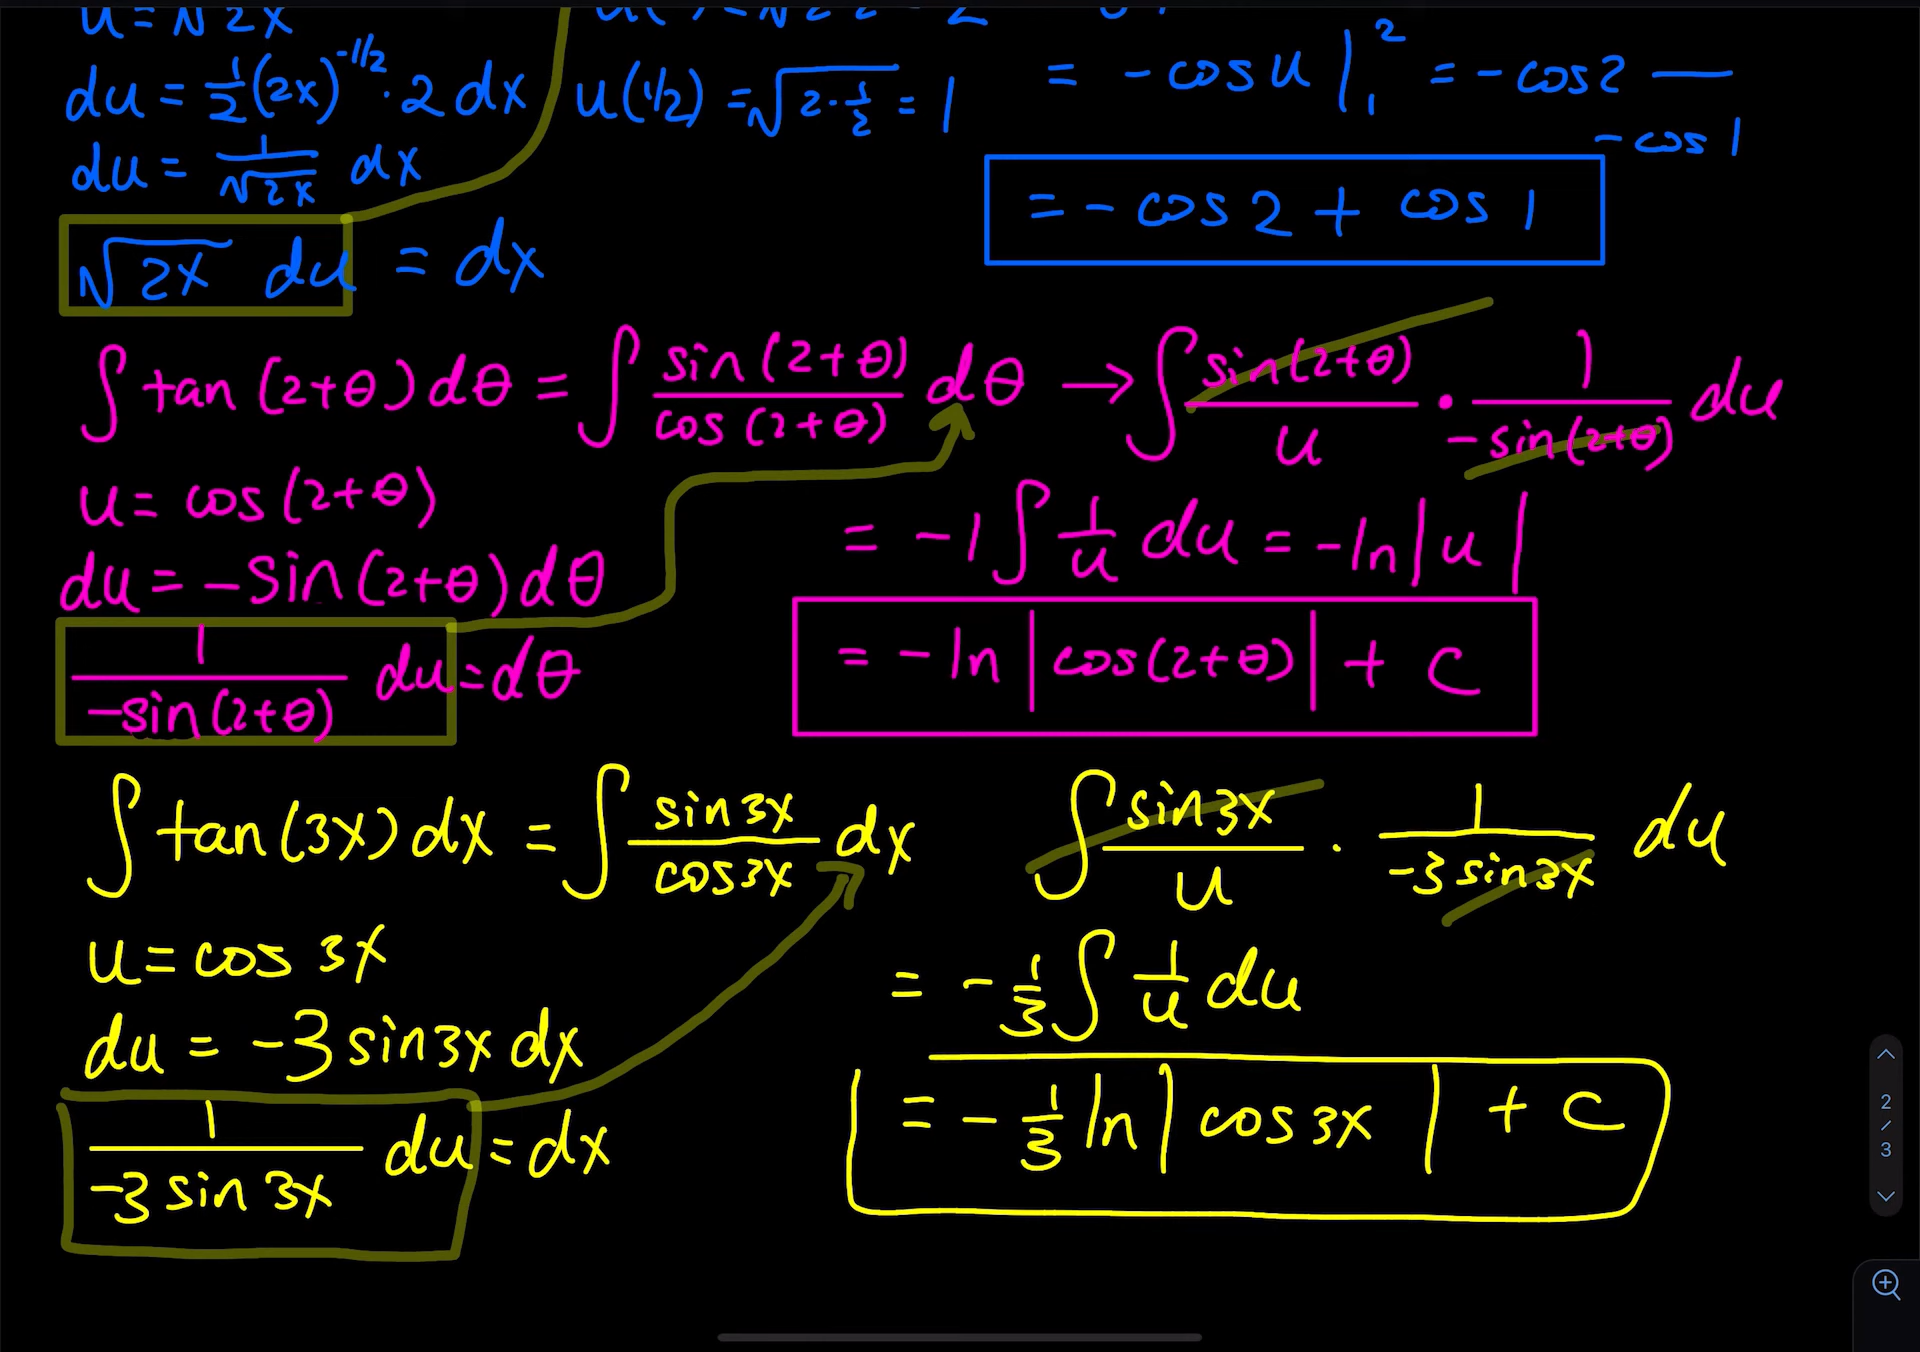 u = √2x
du = 1/2 (2x)^-1/2 · 2 dx
du = 1/√2x dx
√2x du = dx
u(1/2) = √2·1/2 = 1
= -cos u |₁² = -cos2 —
-cos 1
= - cos 2 + cos 1
∫ tan (2+θ) dθ = ∫ sin(2+θ)/cos(2+θ) dθ → ∫ sin(2+θ)/u · 1/-sin(2+θ) du
u = cos(2+θ)
du = -sin(2+θ) dθ
1/-sin(2+θ) du = dθ
= -1 ∫ 1/u du = -ln|u|
= -ln |cos(2+θ)| + c
∫ tan(3x) dx = ∫ sin3x/cos3x dx
u = cos 3x
du = -3 sin3x dx
1/-3 sin 3x du = dx
∫ sin3x/u · 1/-3 sin3x du
= -1/3 ∫ 1/u du
= -1/3 ln | cos 3x | + c
2
/
3